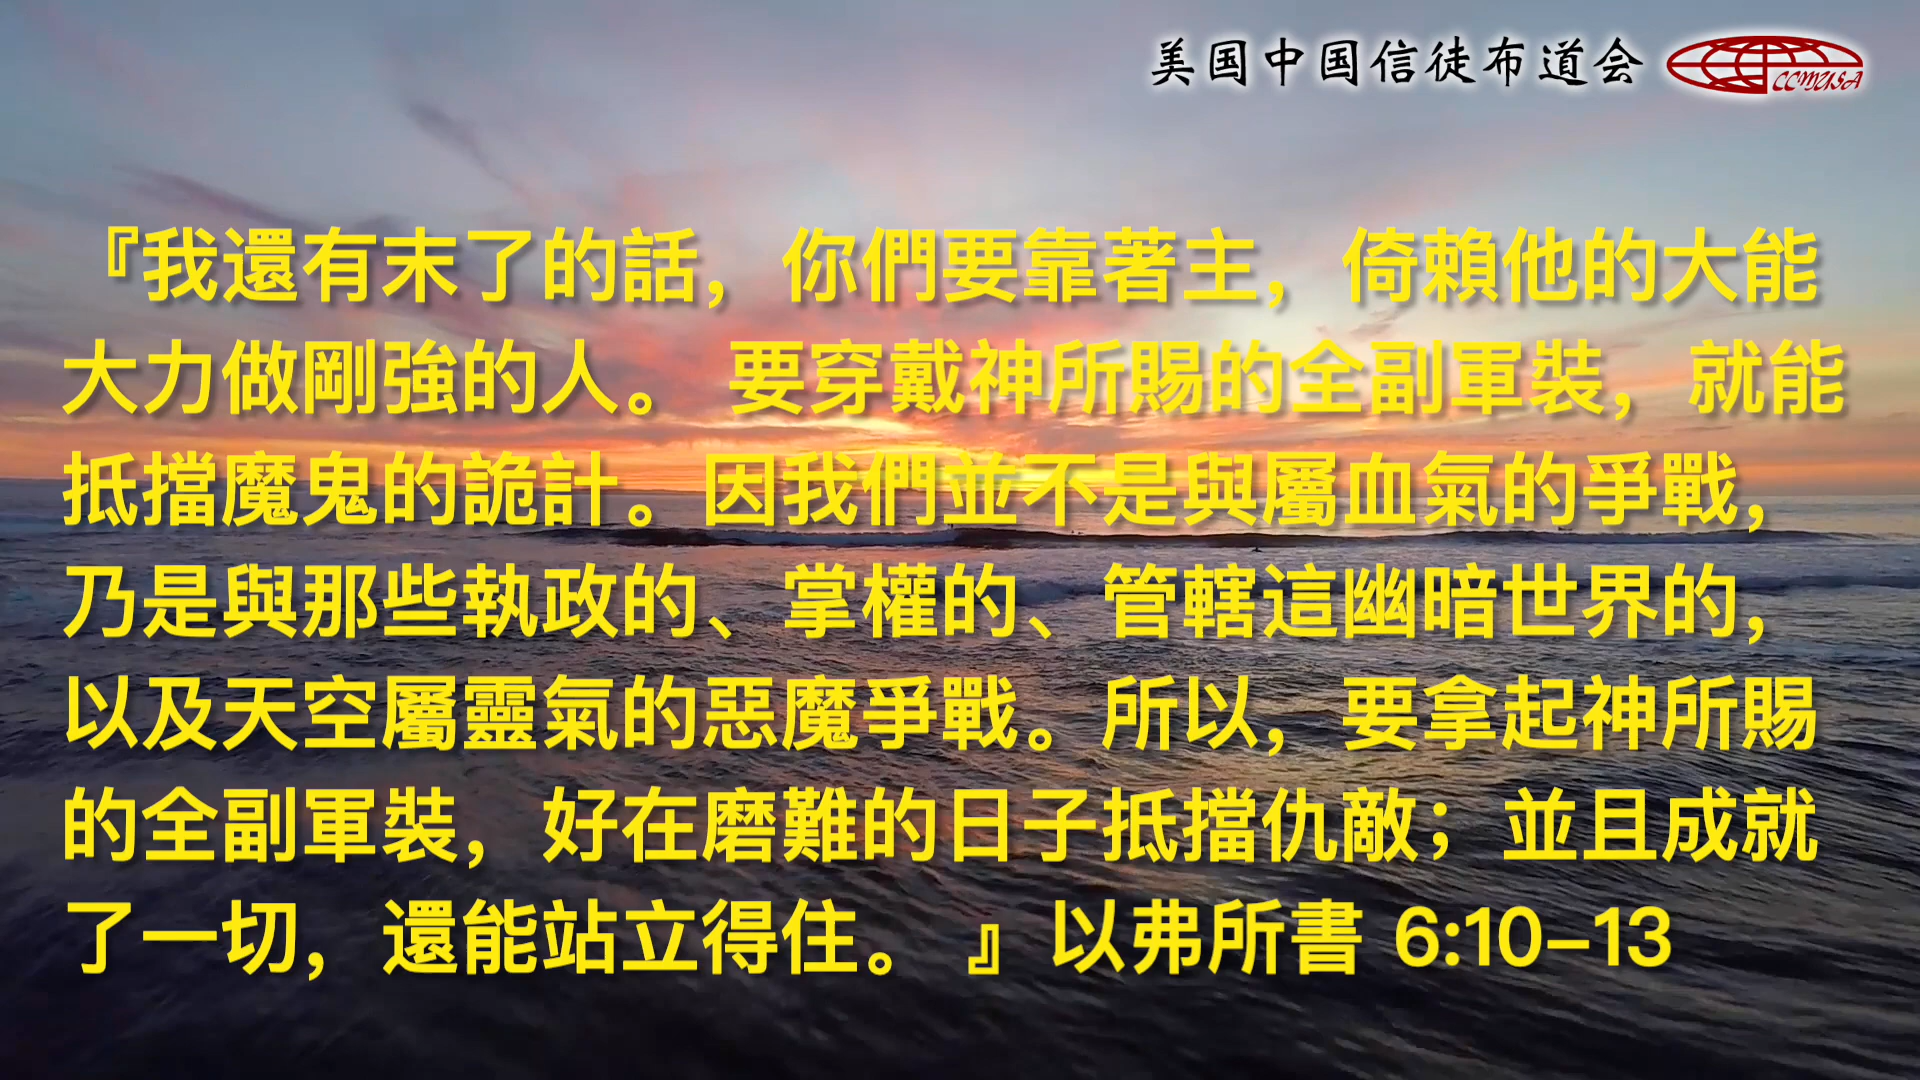 美国中国信徒布道会
CCMUSA
『我還有末了的話，你們要靠著主，倚賴他的大能
大力做剛強的人。 要穿戴神所賜的全副軍裝，就能
抵擋魔鬼的詭計。因我們並不是與屬血氣的爭戰，
乃是與那些執政的、掌權的、管轄這幽暗世界的，
以及天空屬靈氣的惡魔爭戰。所以，要拿起神所賜
的全副軍裝，好在磨難的日子抵擋仇敵；並且成就
了一切，還能站立得住。 』以弗所書 6:10–13